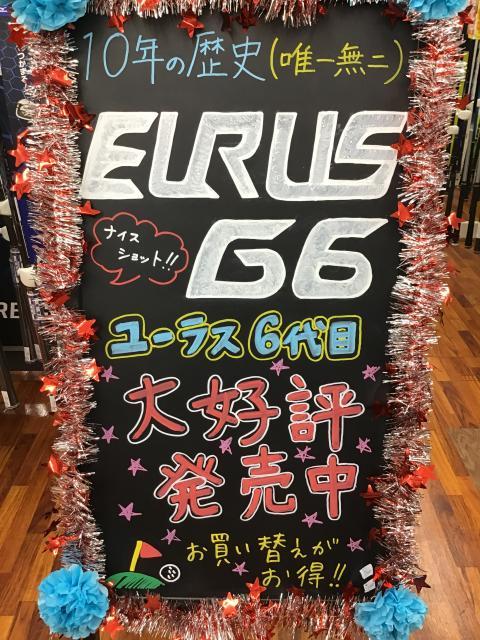 10年の歴史(唯一無二)
EURUS
G6
ナイス
ショット!!
ユーラス6代目
大好評
発売中
お買い替えが
お得!!